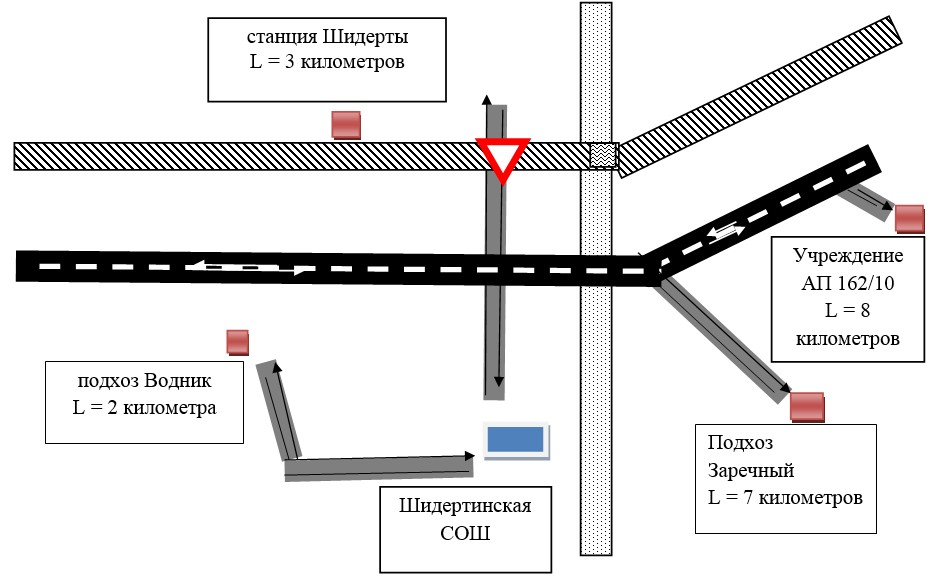 станция Шидерты
L = 3 километров
Учреждение
АП 162/10
L = 8
километров
подхоз Водник
L = 2 километра
Подхоз
Заречный
L = 7 километров
Шидертинская
СОШ